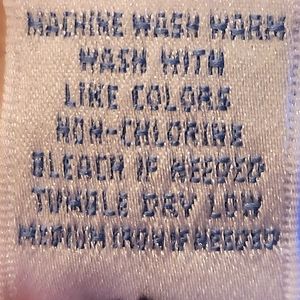 MACHINE WASH WARM
WASH WITH
LIKE COLORS
NON-CHLORINE
BLEACH IF NEEDED
TUMBLE DRY LOW
MEDIUM IRON IF NEEDED